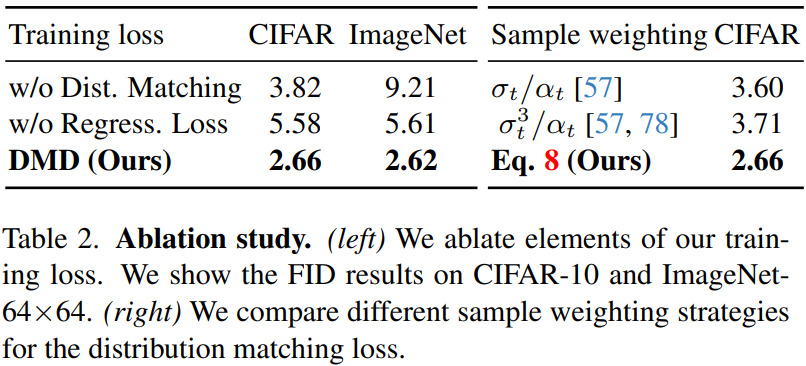 Training loss CIFAR ImageNet
w/o Dist. Matching 3.82 9.21
w/o Regress. Loss 5.58 5.61
DMD (Ours) 2.66 2.62
Sample weighting CIFAR
σₜ/αₜ [57] 3.60
σₜ³/αₜ [57, 78] 3.71
Eq. 8 (Ours) 2.66
Table 2. Ablation study. (left) We ablate elements of our train-
ing loss. We show the FID results on CIFAR-10 and ImageNet-
64×64. (right) We compare different sample weighting strategies
for the distribution matching loss.